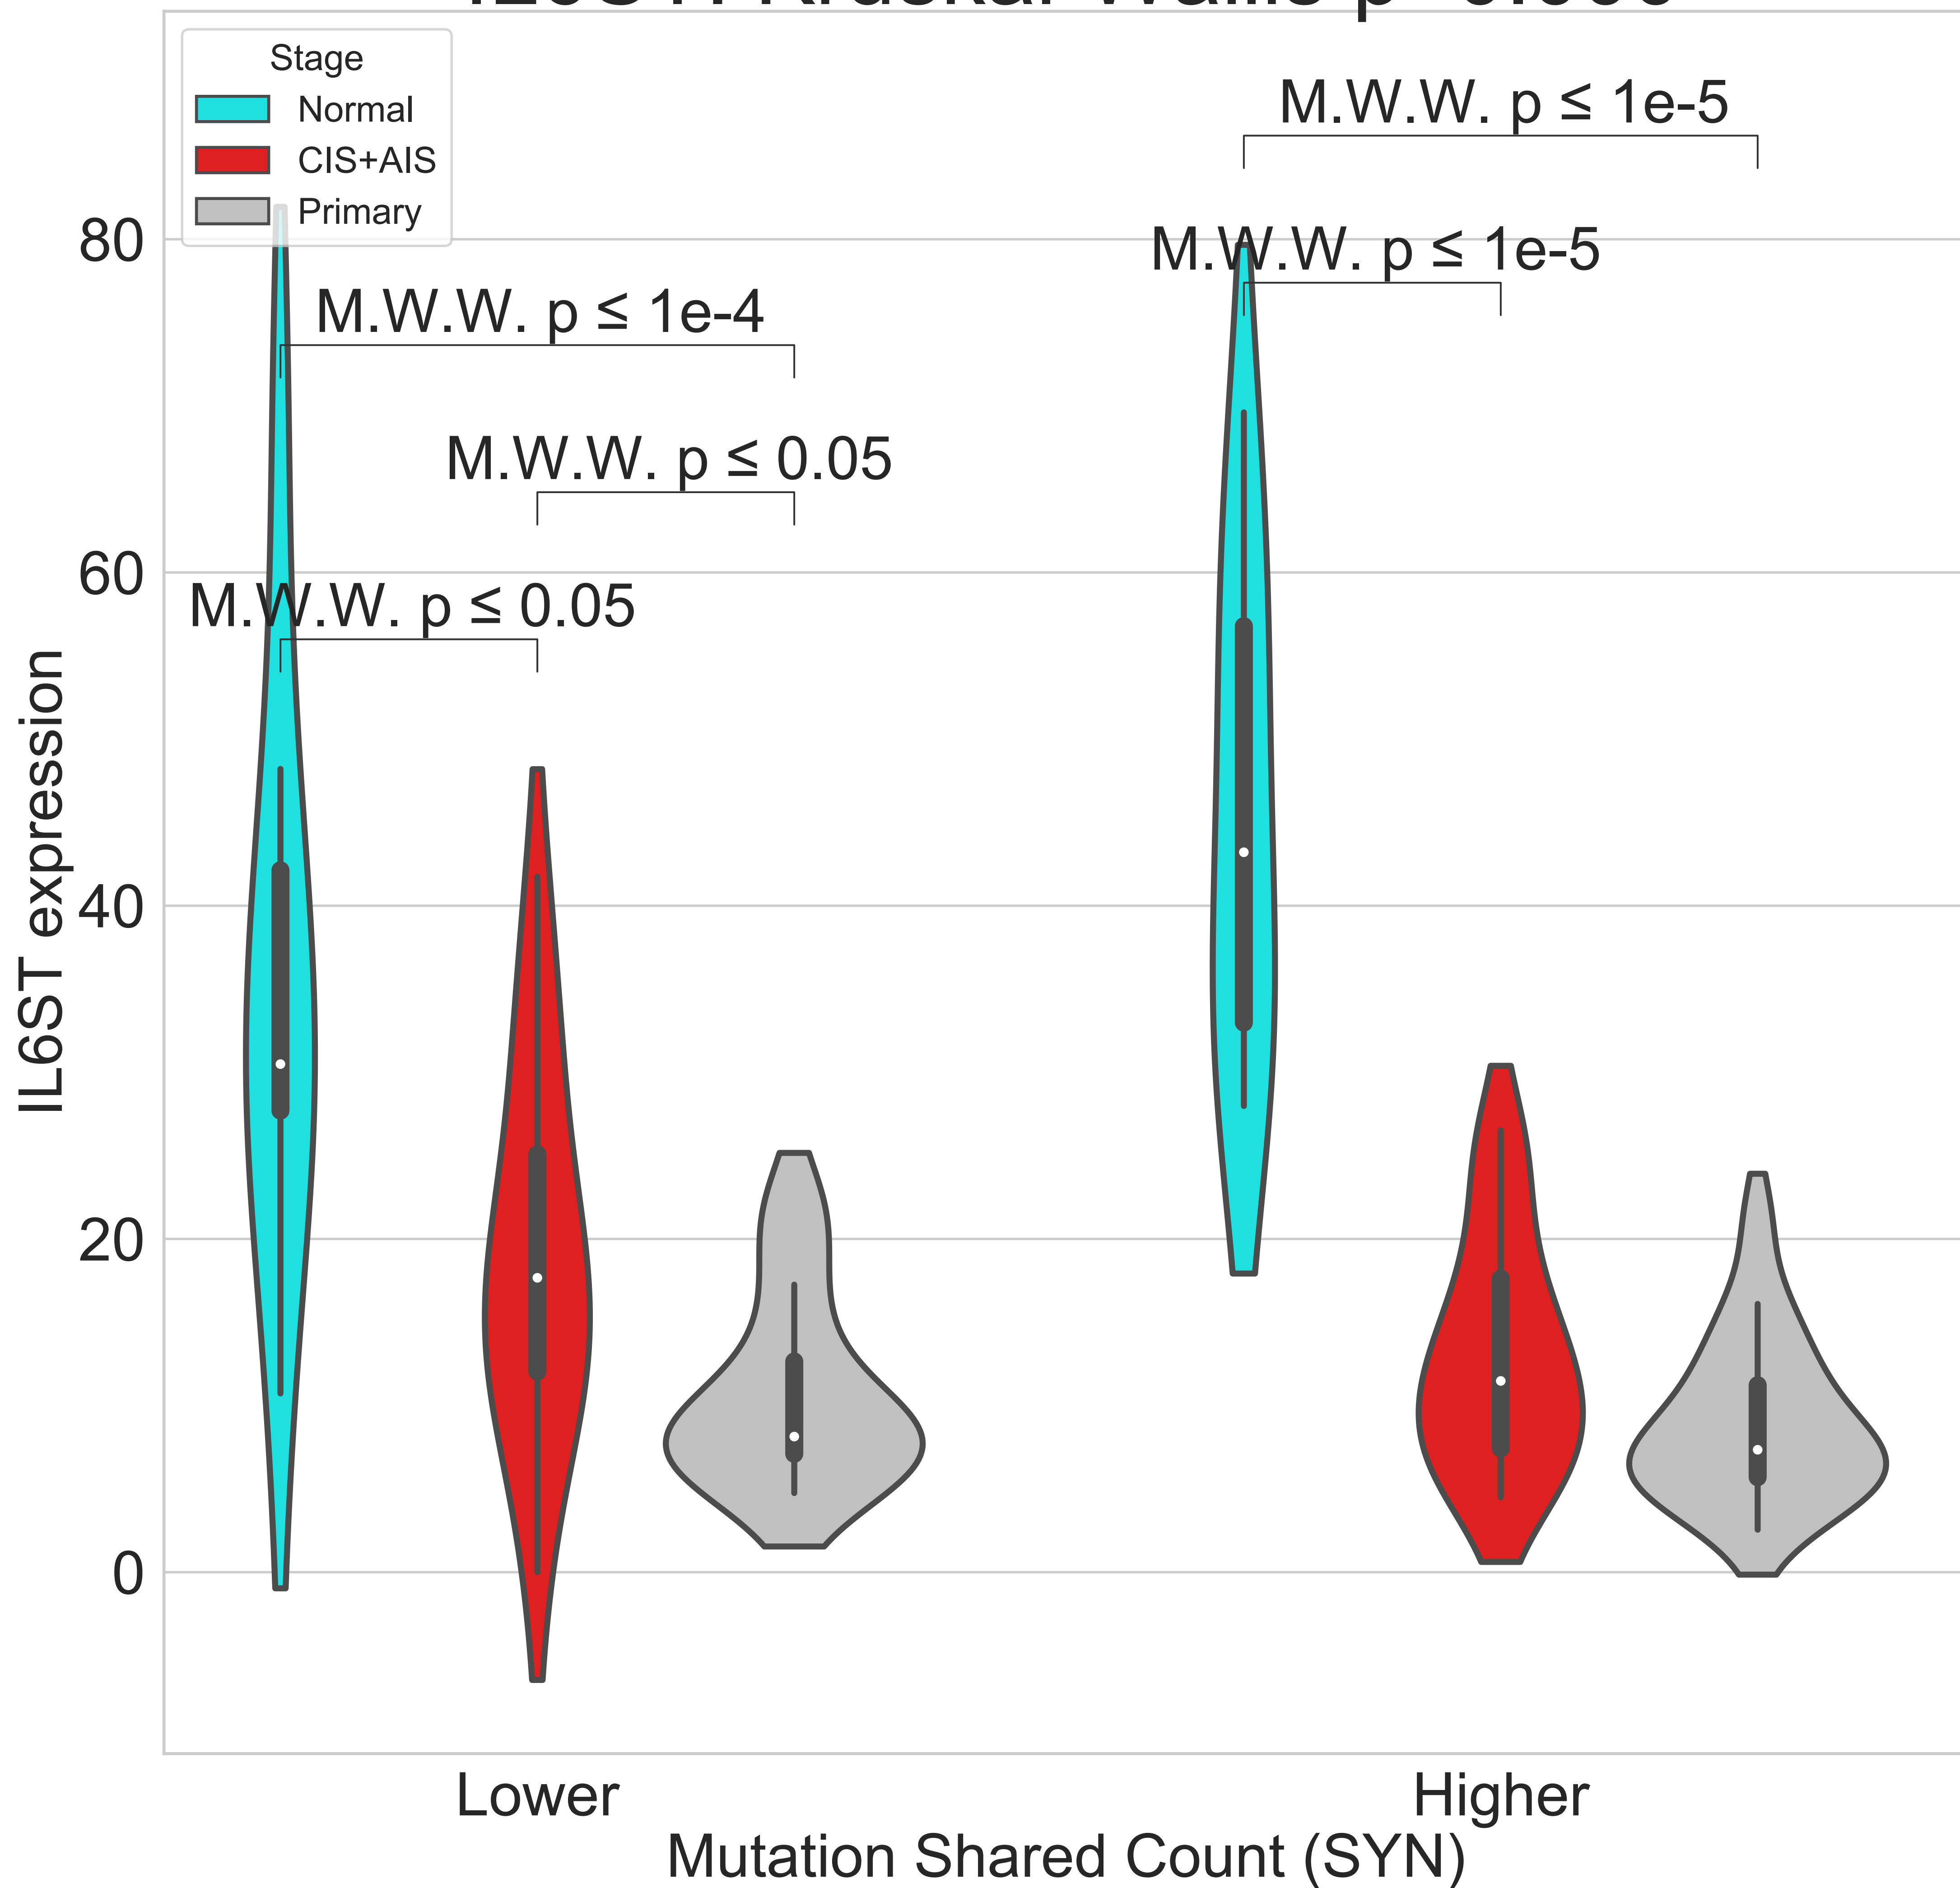 Stage
Normal
CIS+AIS
Primary
M.W.W. p ≤ 1e-5
M.W.W. p ≤ 1e-5
M.W.W. p ≤ 1e-4
M.W.W. p ≤ 0.05
M.W.W. p ≤ 0.05
80
60
40
20
0
IL6ST expression
Lower
Higher
Mutation Shared Count (SYN)